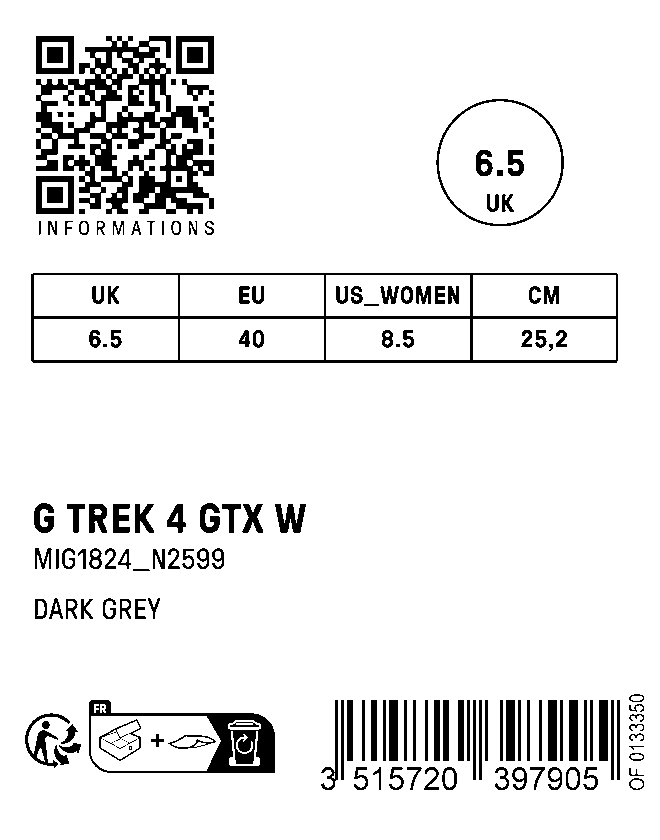 INFORMATIONS
6.5
UK
UK EU US_WOMEN CM
6.5 40 8.5 25,2
G TREK 4 GTX W
MIG1824_N2599
DARK GREY
FR
3 515720 397905
OF 0133350